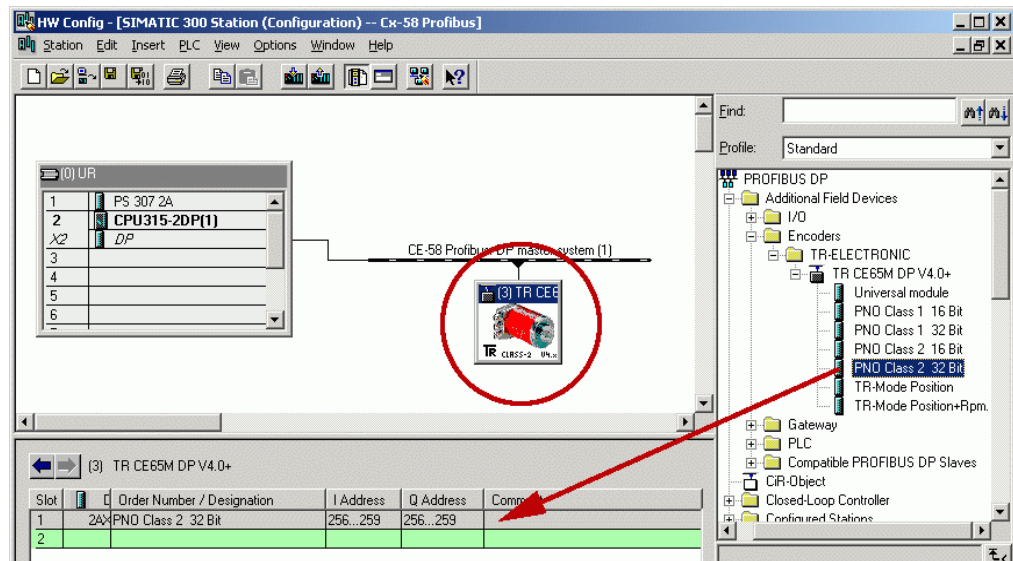 HW Config - [SIMATIC 300 Station (Configuration) -- Cx-58 Profibus]
Station Edit Insert PLC View Options Window Help
(0) UR
1 PS 307 2A
2 CPU315-2DP(1)
X2 DP
3
4
5
6
CE-58 Profibus DP master system (1)
(3) TR CE6
TR CLASS-2 V4.x
Find:
Profile: Standard
PROFIBUS DP
Additional Field Devices
I/O
Encoders
TR-ELECTRONIC
TR CE65M DP V4.0+
Universal module
PNO Class 1 16 Bit
PNO Class 1 32 Bit
PNO Class 2 16 Bit
PNO Class 2 32 Bit
TR-Mode Position
TR-Mode Position+Rpm.
Gateway
PLC
Compatible PROFIBUS DP Slaves
CiR-Object
Closed-Loop Controller
Configured Stations
(3) TR CE65M DP V4.0+
Slot D Order Number / Designation I Address Q Address Comment
1 2AX PNO Class 2 32 Bit 256...259 256...259
2